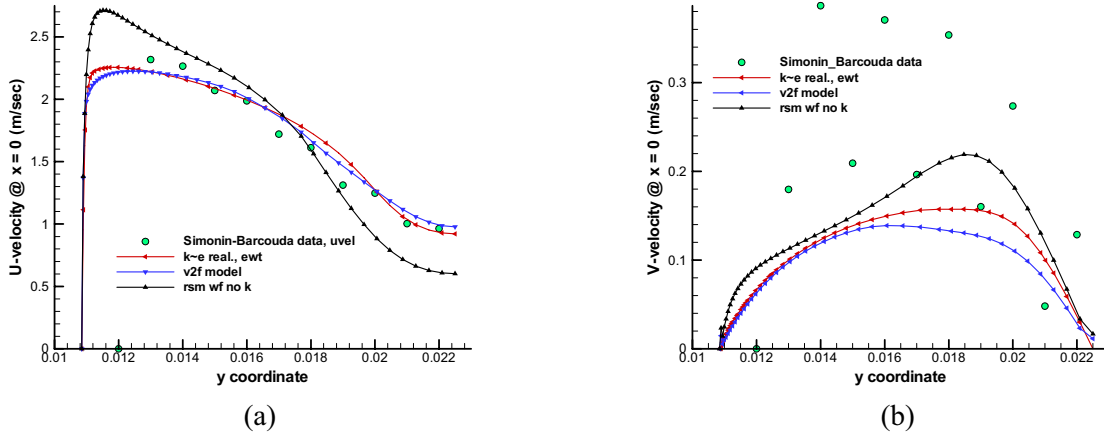 U-velocity @ x = 0 (m/sec)
2.5
2
1.5
1
0.5
0
Simonin-Barcouda data, uvel
k~e real., ewt
v2f model
rsm wf no k
0.01 0.012 0.014 0.016 0.018 0.02 0.022
y coordinate
(a)
V-velocity @ x = 0 (m/sec)
0.3
0.2
0.1
0
Simonin_Barcouda data
k~e real., ewt
v2f model
rsm wf no k
0.01 0.012 0.014 0.016 0.018 0.02 0.022
y coordinate
(b)